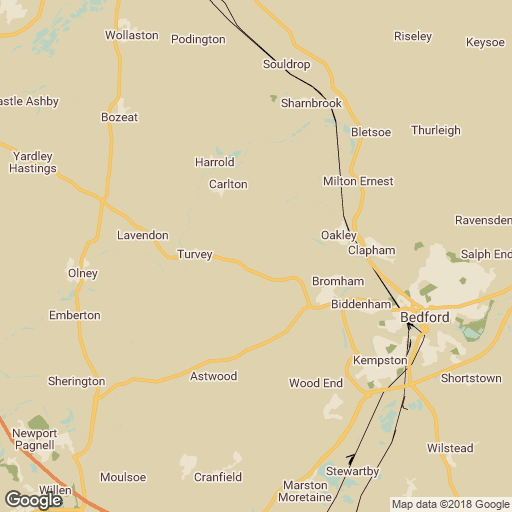 Wollaston
Podington
Riseley
Keysoe
Souldrop
astle Ashby
Sharnbrook
Bozeat
Bletsoe
Thurleigh
Yardley
Hastings
Harrold
Carlton
Milton Ernest
Ravensden
Lavendon
Oakley
Clapham
Turvey
Salph End
Olney
Bromham
Biddenham
Emberton
Bedford
Kempston
Sherington
Astwood
Wood End
Shortstown
Newport
Pagnell
Wilstead
Moulsoe
Cranfield
Stewartby
Willen
Marston
Moretaine
Google
Map data ©2018 Google